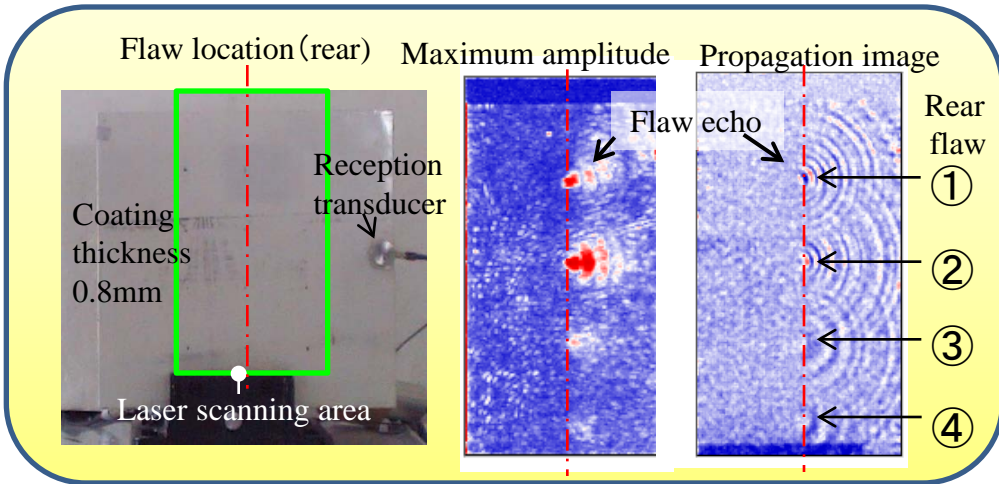 Flaw location（rear)
Maximum amplitude
Propagation image
Flaw echo
Rear
flaw
Reception
transducer
Coating
thickness
0.8mm
Laser scanning area
①
②
③
④